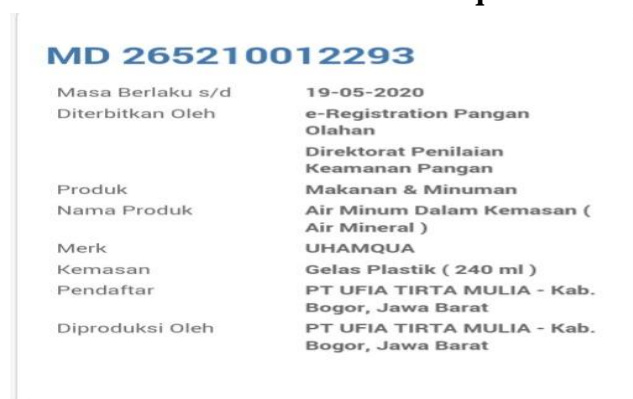 MD 265210012293
Masa Berlaku s/d 19-05-2020
Diterbitkan Oleh e-Registration Pangan
Olahan
Direktorat Penilaian
Keamanan Pangan
Produk Makanan & Minuman
Nama Produk Air Minum Dalam Kemasan (
Air Mineral )
Merk UHAMQUA
Kemasan Gelas Plastik ( 240 ml )
Pendaftar PT UFIA TIRTA MULIA - Kab.
Bogor, Jawa Barat
Diproduksi Oleh PT UFIA TIRTA MULIA - Kab.
Bogor, Jawa Barat